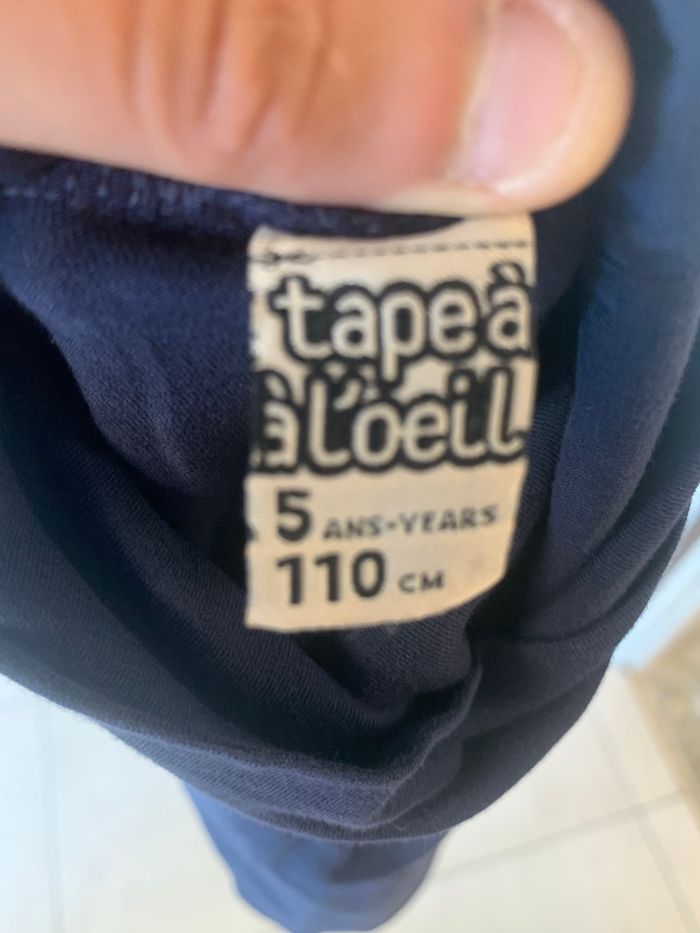 tape à
à l'oeil
5 ANS-YEARS
110 CM